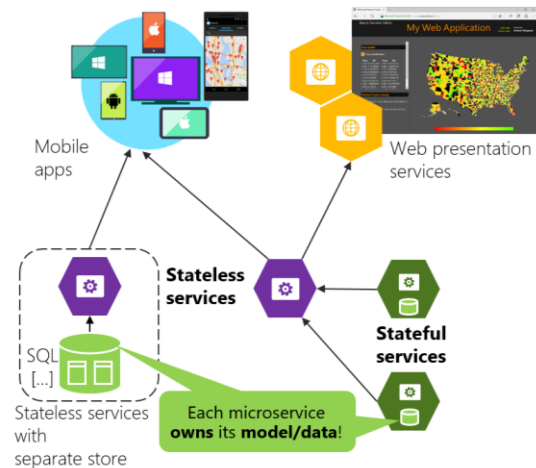 My Web Application
Mobile
apps
Web presentation
services
Stateless
services
Stateful
services
SQL
[...]
Each microservice
owns its model/data!
Stateless services
with
separate store